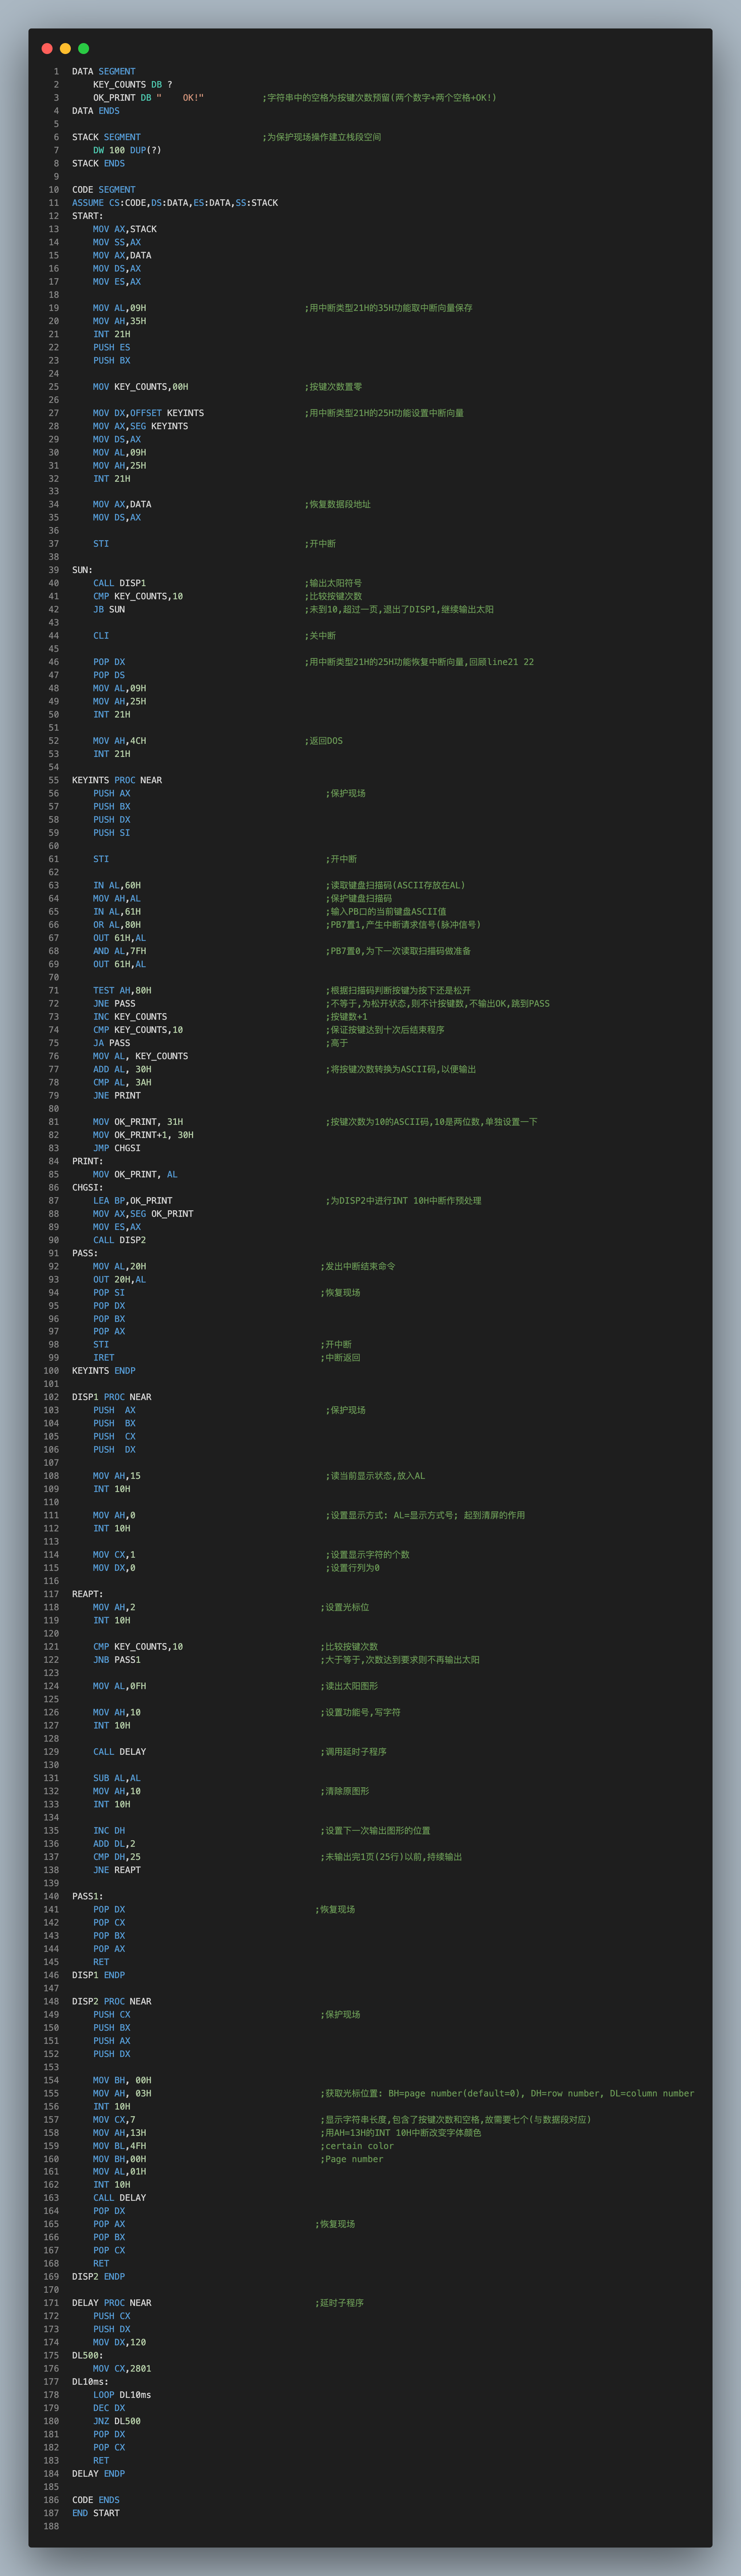 1 DATA SEGMENT
2     KEY_COUNTS DB ?
3     OK_PRINT DB "    OK!"           ;字符串中的空格为按键次数预留(两个数字+两个空格+OK!)
4 DATA ENDS
5
6 STACK SEGMENT                       ;为保护现场操作建立栈段空间
7     DW 100 DUP(?)
8 STACK ENDS
9
10 CODE SEGMENT
11 ASSUME CS:CODE,DS:DATA,ES:DATA,SS:STACK
12 START:
13     MOV AX,STACK
14     MOV SS,AX
15     MOV AX,DATA
16     MOV DS,AX
17     MOV ES,AX
18
19     MOV AL,09H                              ;用中断类型21H的35H功能取中断向量保存
20     MOV AH,35H
21     INT 21H
22     PUSH ES
23     PUSH BX
24
25     MOV KEY_COUNTS,00H                      ;按键次数置零
26
27     MOV DX,OFFSET KEYINTS                   ;用中断类型21H的25H功能设置中断向量
28     MOV AX,SEG KEYINTS
29     MOV DS,AX
30     MOV AL,09H
31     MOV AH,25H
32     INT 21H
33
34     MOV AX,DATA                             ;恢复数据段地址
35     MOV DS,AX
36
37     STI                                     ;开中断
38
39 SUN:
40     CALL DISP1                              ;输出太阳符号
41     CMP KEY_COUNTS,10                       ;比较按键次数
42     JB SUN                                  ;未到10,超过一页,退出了DISP1,继续输出太阳
43
44     CLI                                     ;关中断
45
46     POP DX                                  ;用中断类型21H的25H功能恢复中断向量,回顾line21 22
47     POP DS
48     MOV AL,09H
49     MOV AH,25H
50     INT 21H
51
52     MOV AH,4CH                              ;返回DOS
53     INT 21H
54
55 KEYINTS PROC NEAR
56     PUSH AX                                     ;保护现场
57     PUSH BX
58     PUSH DX
59     PUSH SI
60
61     STI                                         ;开中断
62
63     IN AL,60H                                   ;读取键盘扫描码(ASCII存放在AL)
64     MOV AH,AL                                   ;保护键盘扫描码
65     IN AL,61H                                   ;输入PB口的当前键盘ASCII值
66     OR AL,80H                                   ;PB7置1,产生中断请求信号(脉冲信号)
67     OUT 61H,AL
68     AND AL,7FH                                  ;PB7置0,为下一次读取扫描码做准备
69     OUT 61H,AL
70
71     TEST AH,80H                                 ;根据扫描码判断按键为按下还是松开
72     JNE PASS                                    ;不等于,为松开状态,则不计按键数,不输出OK,跳到PASS
73     INC KEY_COUNTS                              ;按键数+1
74     CMP KEY_COUNTS,10                           ;保证按键达到十次后结束程序
75     JA PASS                                     ;高于
76     MOV AL, KEY_COUNTS
77     ADD AL, 30H                                 ;将按键次数转换为ASCII码,以便输出
78     CMP AL, 3AH
79     JNE PRINT
80
81     MOV OK_PRINT, 31H                           ;按键次数为10的ASCII码,10是两位数,单独设置一下
82     MOV OK_PRINT+1, 30H
83     JMP CHGSI
84 PRINT:
85     MOV OK_PRINT, AL
86 CHGSI:
87     LEA BP,OK_PRINT                             ;为DISP2中进行INT 10H中断作预处理
88     MOV AX,SEG OK_PRINT
89     MOV ES,AX
90     CALL DISP2
91 PASS:
92     MOV AL,20H                                 ;发出中断结束命令
93     OUT 20H,AL
94     POP SI                                     ;恢复现场
95     POP DX
96     POP BX
97     POP AX
98     STI                                        ;开中断
99     IRET                                       ;中断返回
100 KEYINTS ENDP
101
102 DISP1 PROC NEAR
103     PUSH  AX                                    ;保护现场
104     PUSH  BX
105     PUSH  CX
106     PUSH  DX
107
108     MOV AH,15                                   ;读当前显示状态,放入AL
109     INT 10H
110
111     MOV AH,0                                    ;设置显示方式: AL=显示方式号; 起到清屏的作用
112     INT 10H
113
114     MOV CX,1                                    ;设置显示字符的个数
115     MOV DX,0                                    ;设置行列为0
116
117 REAPT:
118     MOV AH,2                                   ;设置光标位
119     INT 10H
120
121     CMP KEY_COUNTS,10                          ;比较按键次数
122     JNB PASS1                                  ;大于等于,次数达到要求则不再输出太阳
123
124     MOV AL,0FH                                 ;读出太阳图形
125
126     MOV AH,10                                  ;设置功能号,写字符
127     INT 10H
128
129     CALL DELAY                                 ;调用延时子程序
130
131     SUB AL,AL
132     MOV AH,10                                  ;清除原图形
133     INT 10H
134
135     INC DH                                     ;设置下一次输出图形的位置
136     ADD DL,2
137     CMP DH,25                                  ;未输出完1页(25行)以前,持续输出
138     JNE REAPT
139
140 PASS1:
141     POP DX                                    ;恢复现场
142     POP CX
143     POP BX
144     POP AX
145     RET
146 DISP1 ENDP
147
148 DISP2 PROC NEAR
149     PUSH CX                                    ;保护现场
150     PUSH BX
151     PUSH AX
152     PUSH DX
153
154     MOV BH, 00H
155     MOV AH, 03H                                ;获取光标位置: BH=page number(default=0), DH=row number, DL=column number
156     INT 10H
157     MOV CX,7                                   ;显示字符串长度,包含了按键次数和空格,故需要七个(与数据段对应)
158     MOV AH,13H                                 ;用AH=13H的INT 10H中断改变字体颜色
159     MOV BL,4FH                                 ;certain color
160     MOV BH,00H                                 ;Page number
161     MOV AL,01H
162     INT 10H
163     CALL DELAY
164     POP DX
165     POP AX                                    ;恢复现场
166     POP BX
167     POP CX
168     RET
169 DISP2 ENDP
170
171 DELAY PROC NEAR                               ;延时子程序
172     PUSH CX
173     PUSH DX
174     MOV DX,120
175 DL500:
176     MOV CX,2801
177 DL10ms:
178     LOOP DL10ms
179     DEC DX
180     JNZ DL500
181     POP DX
182     POP CX
183     RET
184 DELAY ENDP
185
186 CODE ENDS
187 END START
188